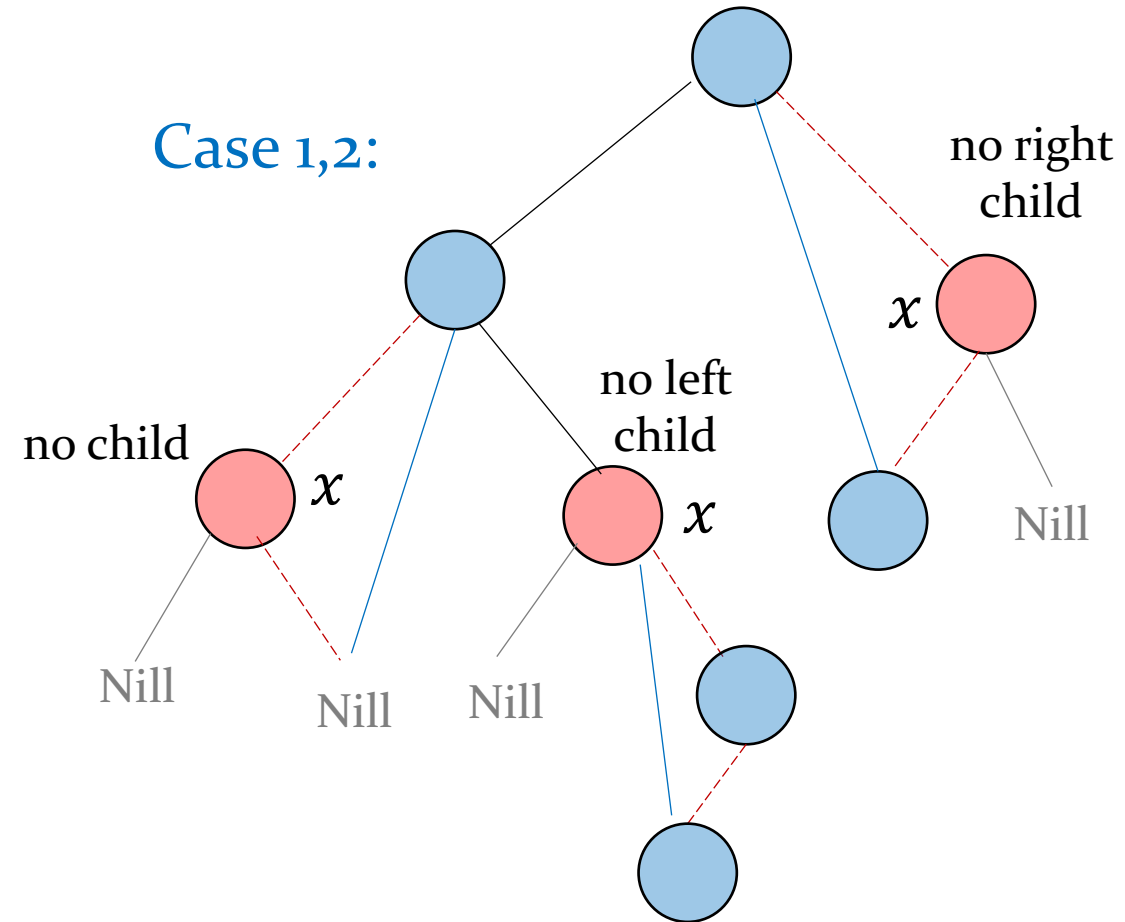 Case 1,2:
no right
child
x
no left
child
no child
x
x
Nill
Nill
Nill
Nill